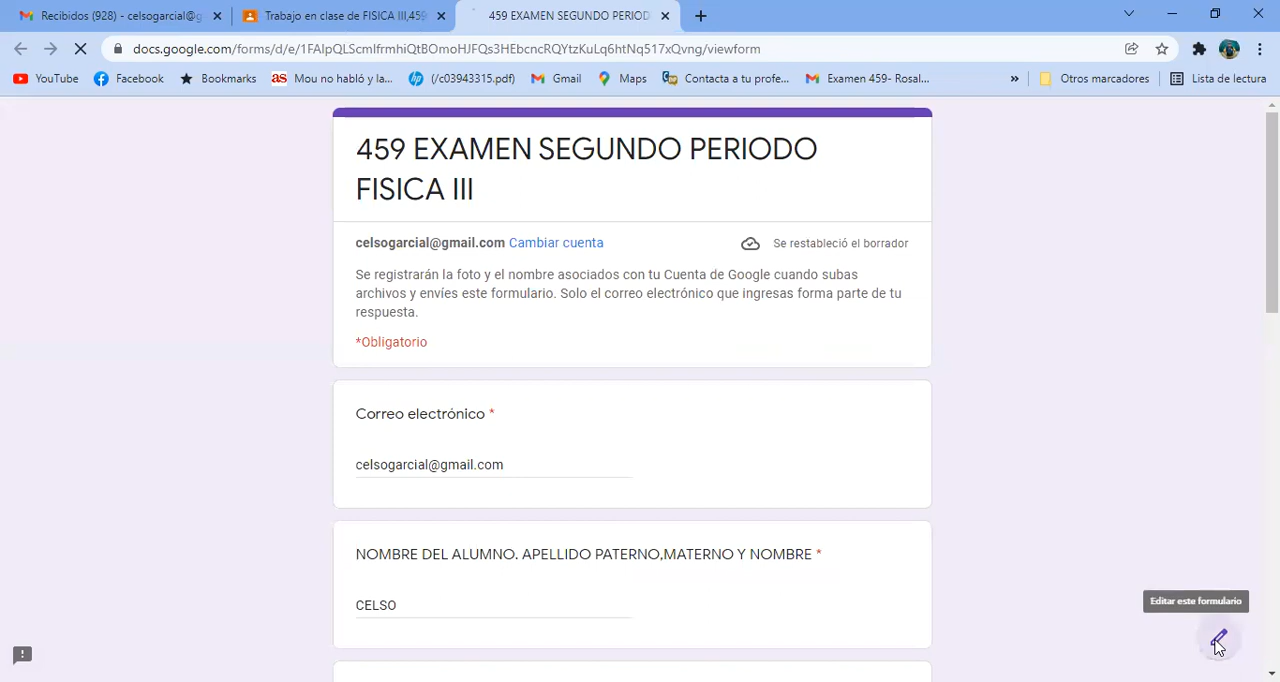 Recibidos (928) - celsogarcial@g
Trabajo en clase de FISICA III,459
459 EXAMEN SEGUNDO PERIOD
docs.google.com/forms/d/e/1FAIpQLScmIfrmhiQtBOmoHJFQs3HEbcncRQYtzKuLq6htNq517xQvng/viewform
YouTube
Facebook
Bookmarks
as
Mou no habló y la...
hp
(/c03943315.pdf)
Gmail
Maps
Contacta a tu profe...
Examen 459- Rosal...
»
Otros marcadores
Lista de lectura
459 EXAMEN SEGUNDO PERIODO
FISICA III
celsogarcial@gmail.com Cambiar cuenta
Se restableció el borrador
Se registrarán la foto y el nombre asociados con tu Cuenta de Google cuando subas
archivos y envíes este formulario. Solo el correo electrónico que ingresas forma parte de tu
respuesta.
*Obligatorio
Correo electrónico *
celsogarcial@gmail.com
NOMBRE DEL ALUMNO. APELLIDO PATERNO,MATERNO Y NOMBRE *
CELSO
Editar este formulario